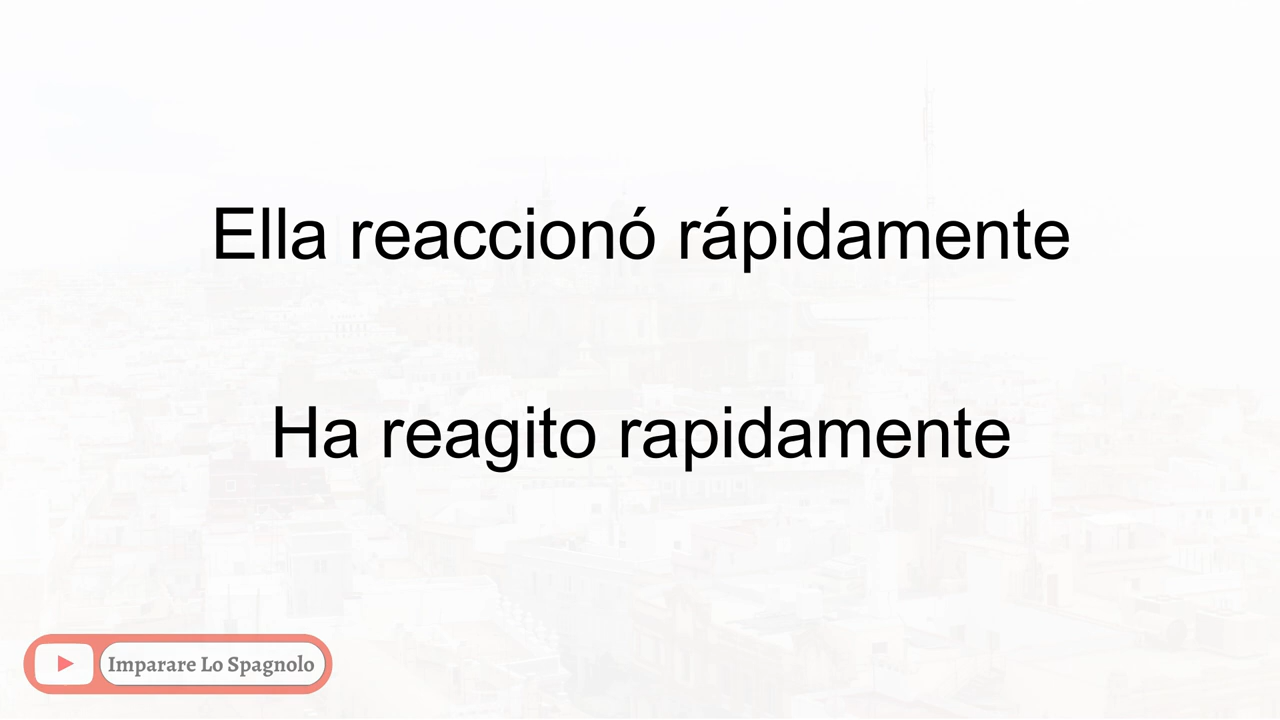 Ella reaccionó rápidamente
Ha reagito rapidamente
Imparare Lo Spagnolo